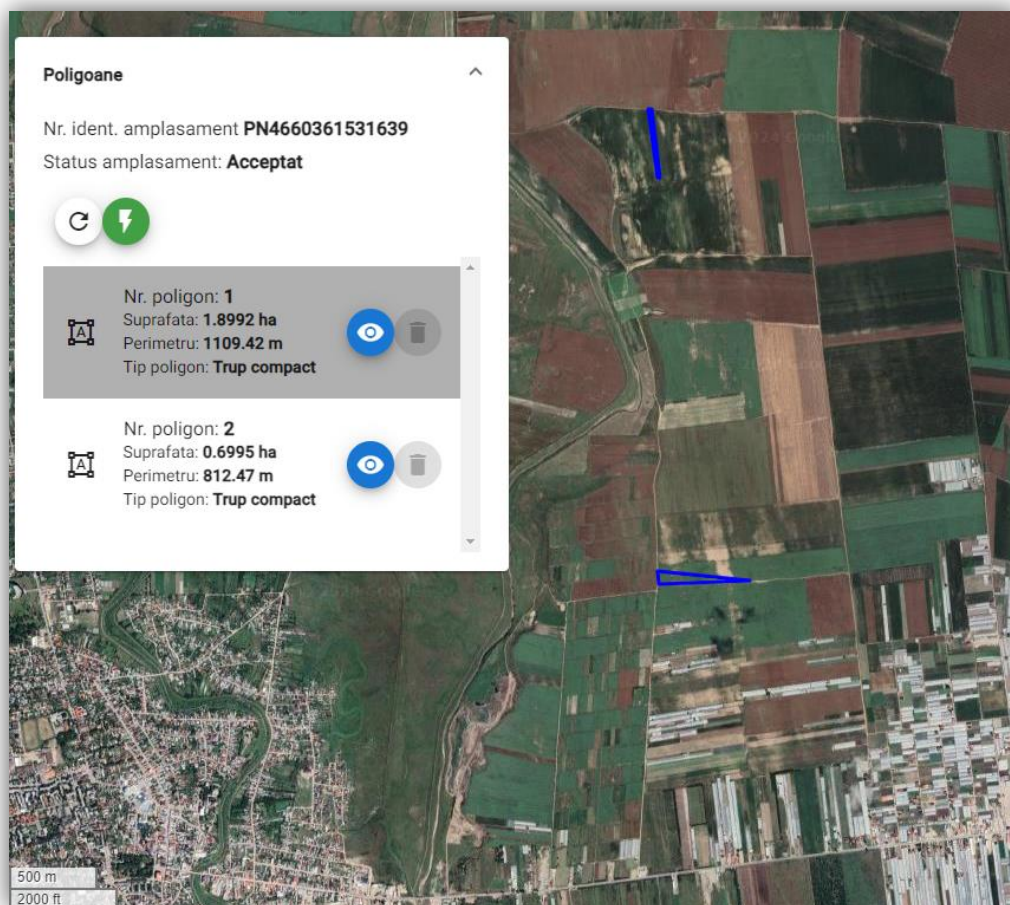 Poligoane
Nr. ident. amplasament PN4660361531639
Status amplasament: Acceptat
Nr. poligon: 1
Suprafata: 1.8992 ha
Perimetru: 1109.42 m
Tip poligon: Trup compact
Nr. poligon: 2
Suprafata: 0.6995 ha
Perimetru: 812.47 m
Tip poligon: Trup compact
500 m
2000 ft